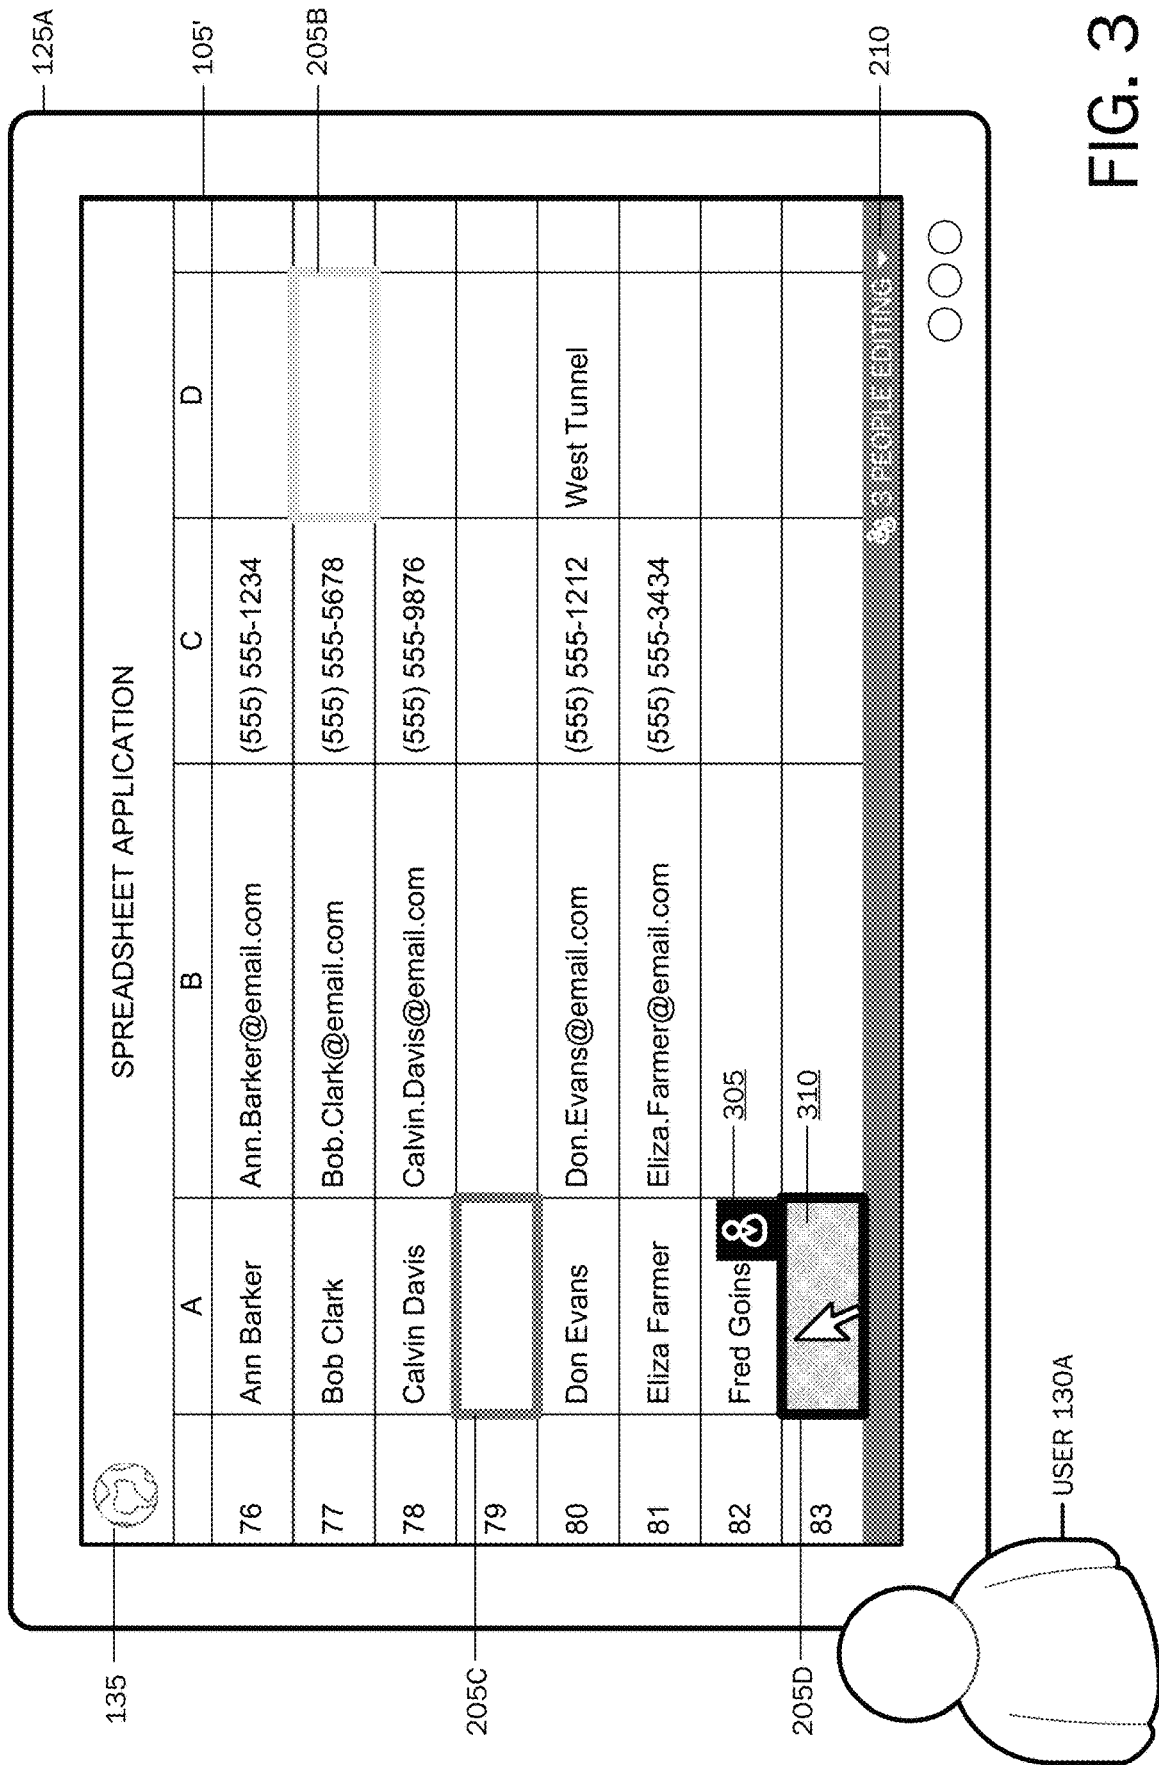 125A
105'
205B
210
135
SPREADSHEET APPLICATION
A B C D
76 Ann Barker Ann.Barker@email.com (555) 555-1234
77 Bob Clark Bob.Clark@email.com (555) 555-5678
78 Calvin Davis Calvin.Davis@email.com (555) 555-9876
79
80 Don Evans Don.Evans@email.com (555) 555-1212 West Tunnel
81 Eliza Farmer Eliza.Farmer@email.com (555) 555-3434
82 Fred Goins 305
83 310
3 PEOPLE EDITING
205C
205D
USER 130A
FIG. 3